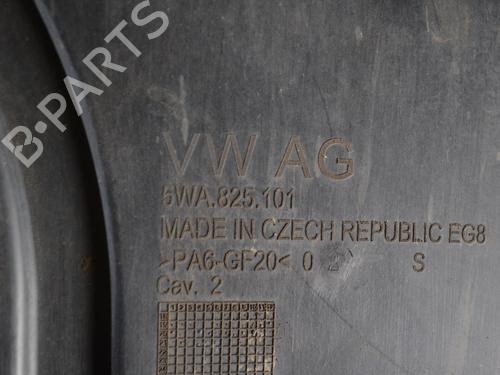 B-PARTS
VW AG
5WA.825.101
MADE IN CZECH REPUBLIC EG8
>PA6-GF20< 0 S
Cav. 2